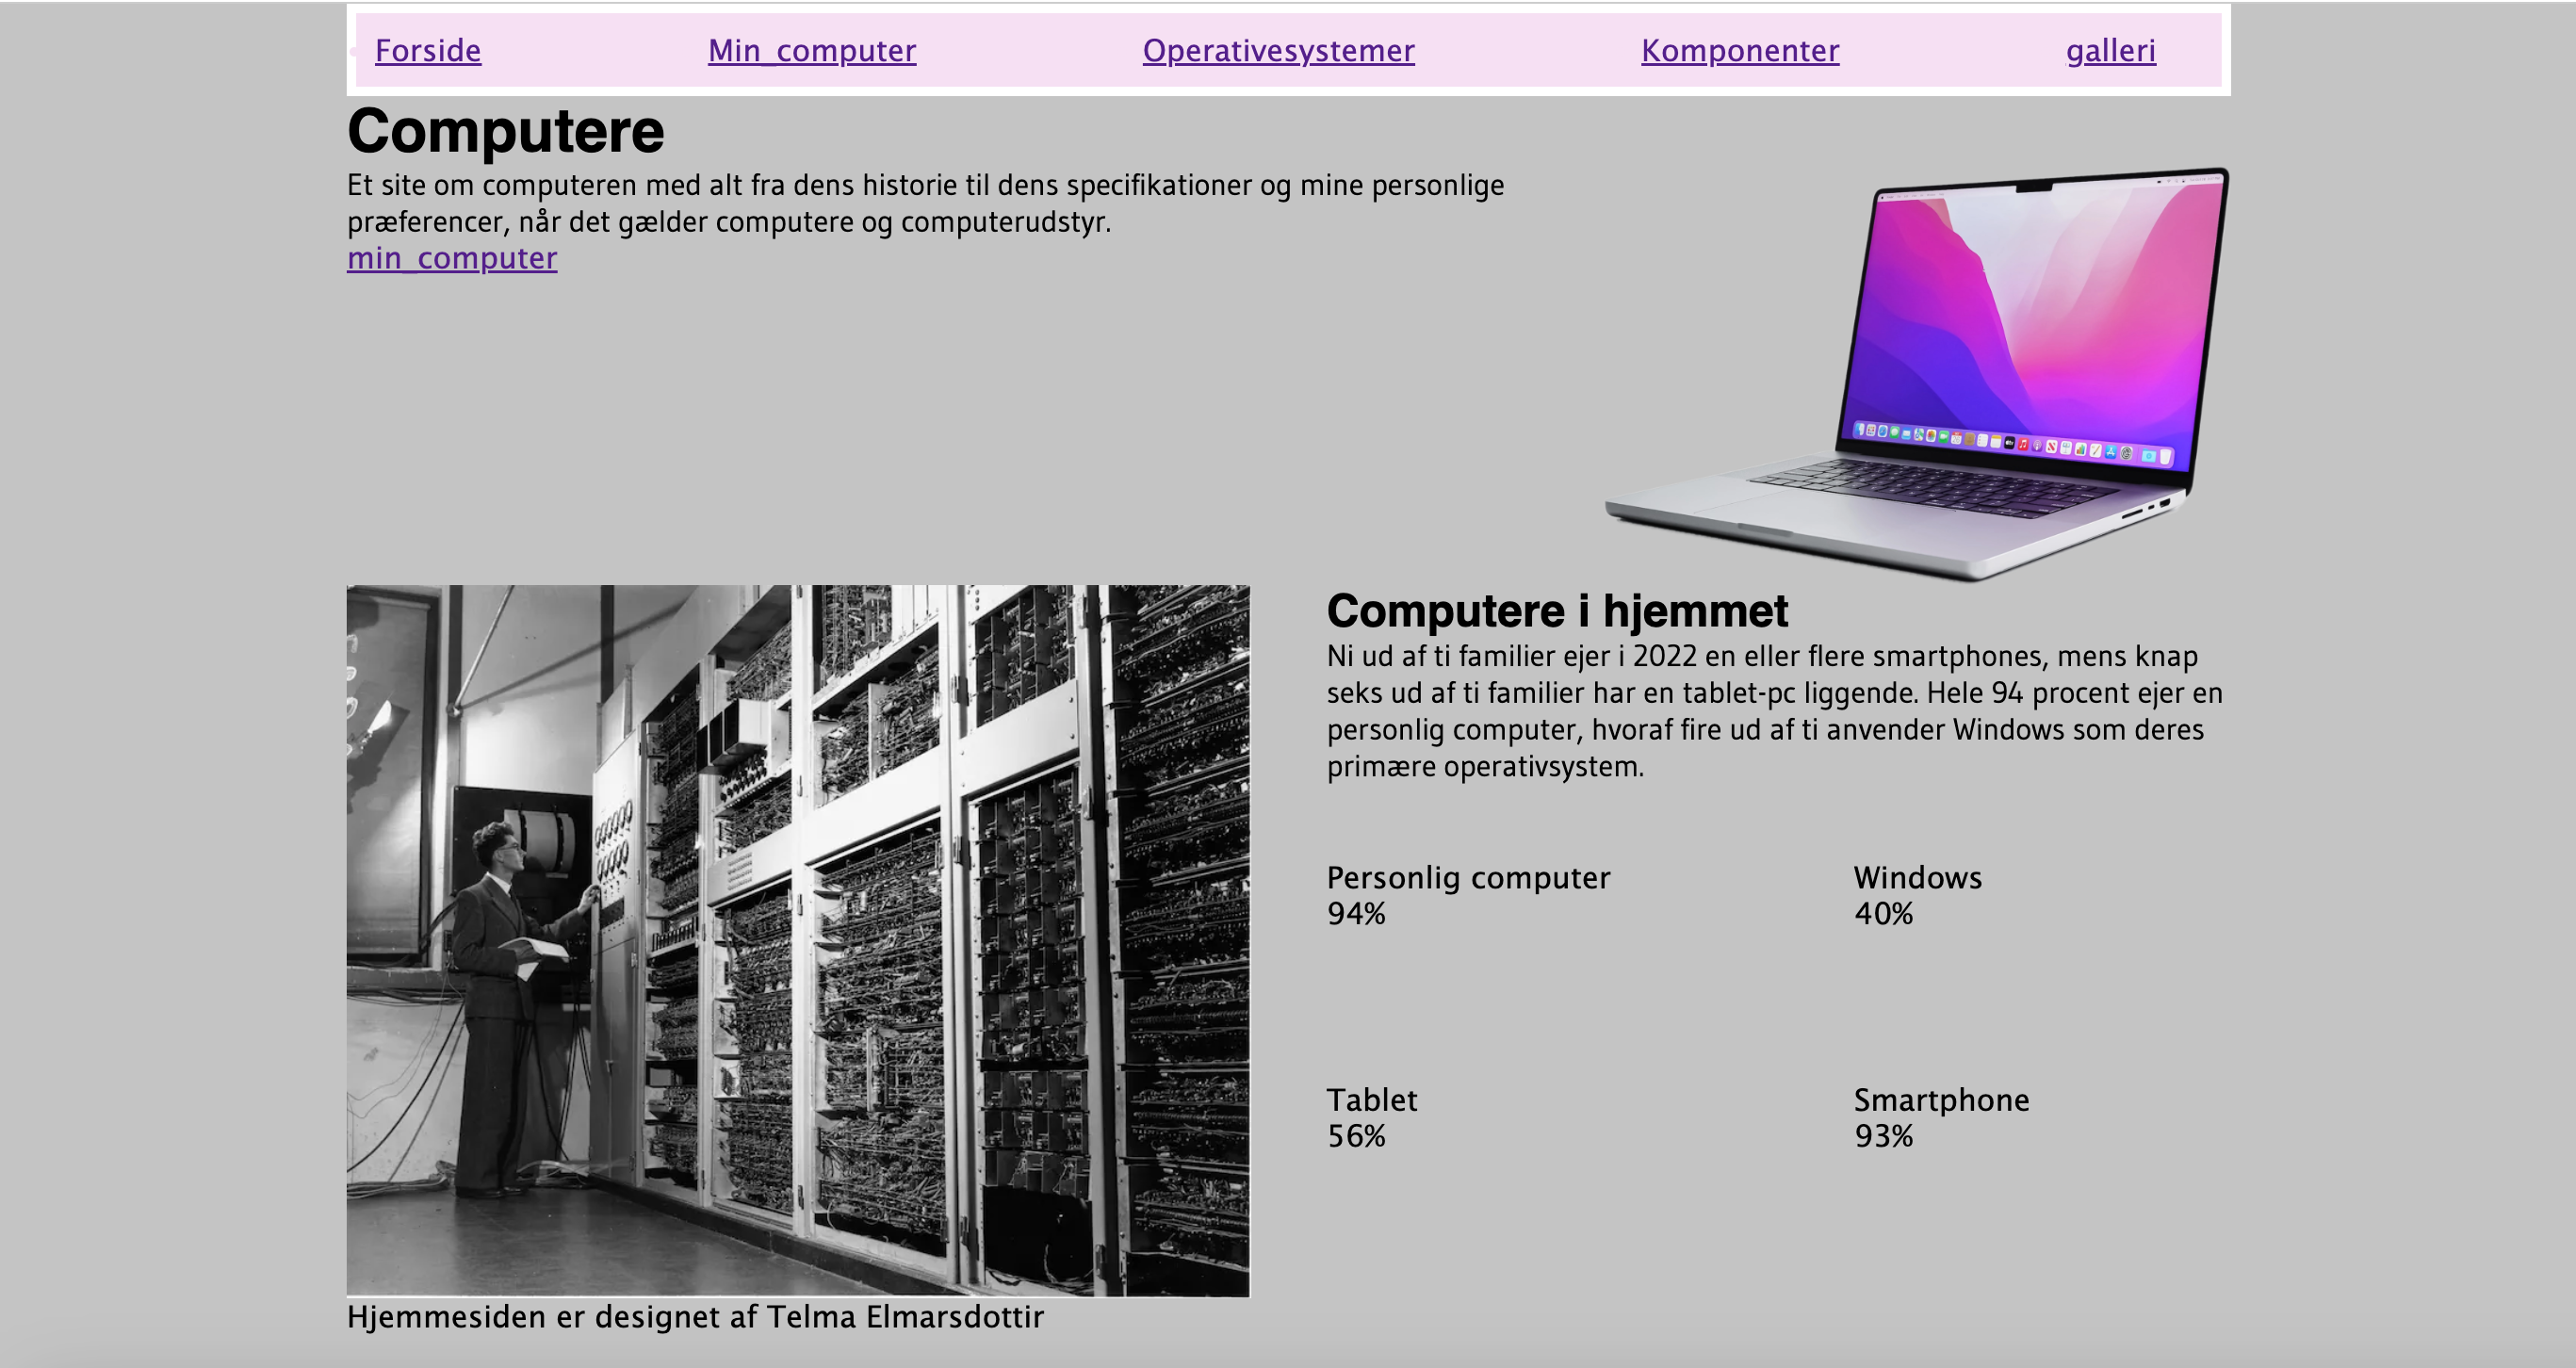 Forside
Min_computer
Operativesystemer
Komponenter
galleri
Computere
Et site om computeren med alt fra dens historie til dens specifikationer og mine personlige
præferencer, når det gælder computere og computerudstyr.
min_computer
Computere i hjemmet
Ni ud af ti familier ejer i 2022 en eller flere smartphones, mens knap
seks ud af ti familier har en tablet-pc liggende. Hele 94 procent ejer en
personlig computer, hvoraf fire ud af ti anvender Windows som deres
primære operativsystem.
Personlig computer
94%
Windows
40%
Tablet
56%
Smartphone
93%
Hjemmesiden er designet af Telma Elmarsdottir